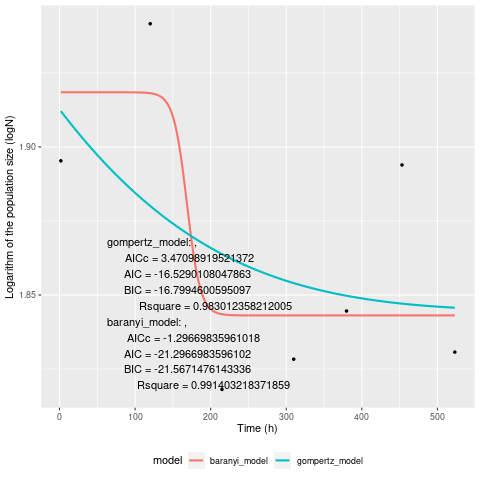 Logarithm of the population size (logN)
1.90
1.85
gompertz_model: ,
AICc = 3.47098919521372
AIC = -16.5290108047863
BIC = -16.7994600595097
Rsquare = 0.983012358212005
baranyi_model: ,
AICc = -1.29669835961018
AIC = -21.2966983596102
BIC = -21.5671476143336
Rsquare = 0.991403218371859
0 100 200 300 400 500
Time (h)
model baranyi_model gompertz_model